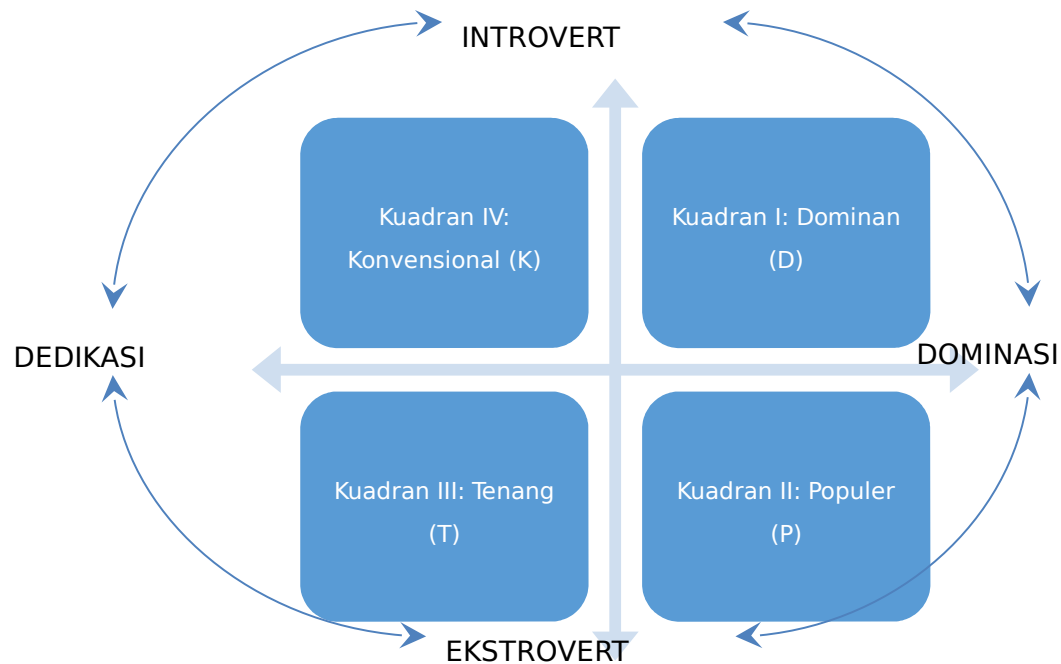 INTROVERT
Kuadran IV:
Konvensional (K)
Kuadran I: Dominan
(D)
DEDIKASI
DOMINASI
Kuadran III: Tenang
(T)
Kuadran II: Populer
(P)
EKSTROVERT